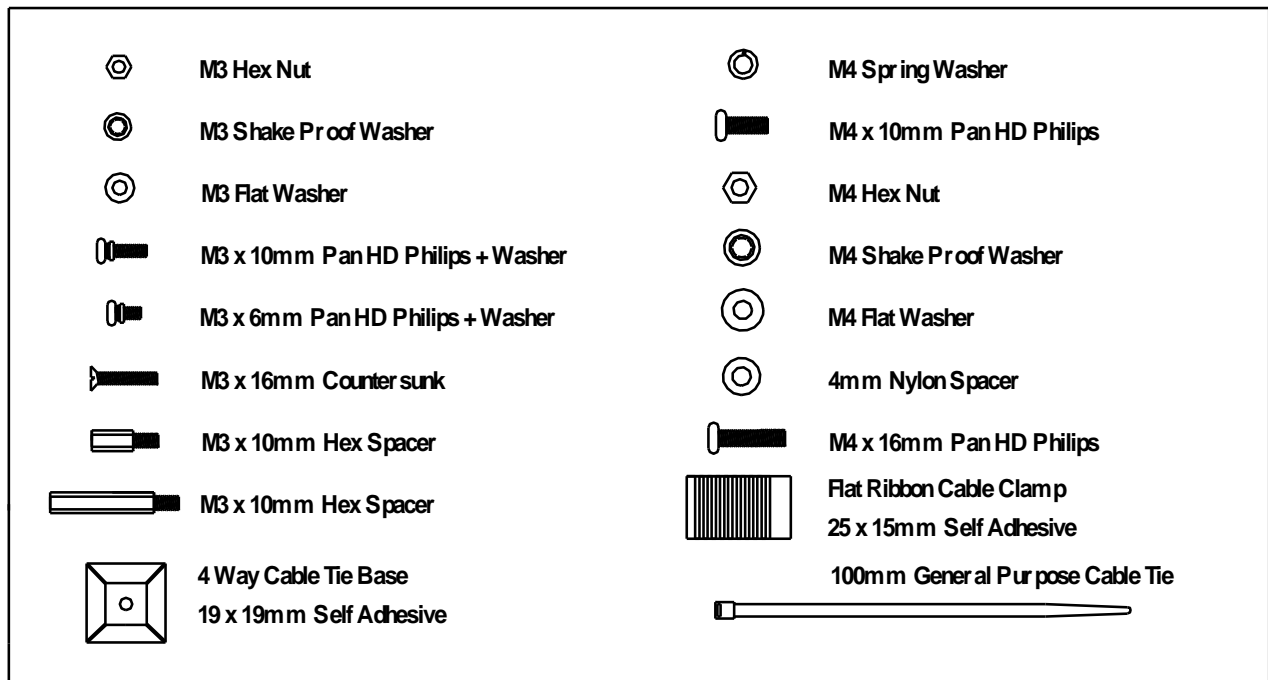 M3 Hex Nut
M3 Shake Proof Washer
M3 Flat Washer
M3 x 10mm Pan HD Philips + Washer
M3 x 6mm Pan HD Philips + Washer
M3 x 16mm Countersunk
M3 x 10mm Hex Spacer
M3 x 10mm Hex Spacer
4 Way Cable Tie Base
19 x 19mm Self Adhesive
M4 Spring Washer
M4 x 10mm Pan HD Philips
M4 Hex Nut
M4 Shake Proof Washer
M4 Flat Washer
4mm Nylon Spacer
M4 x 16mm Pan HD Philips
Flat Ribbon Cable Clamp
25 x 15mm Self Adhesive
100mm General Purpose Cable Tie